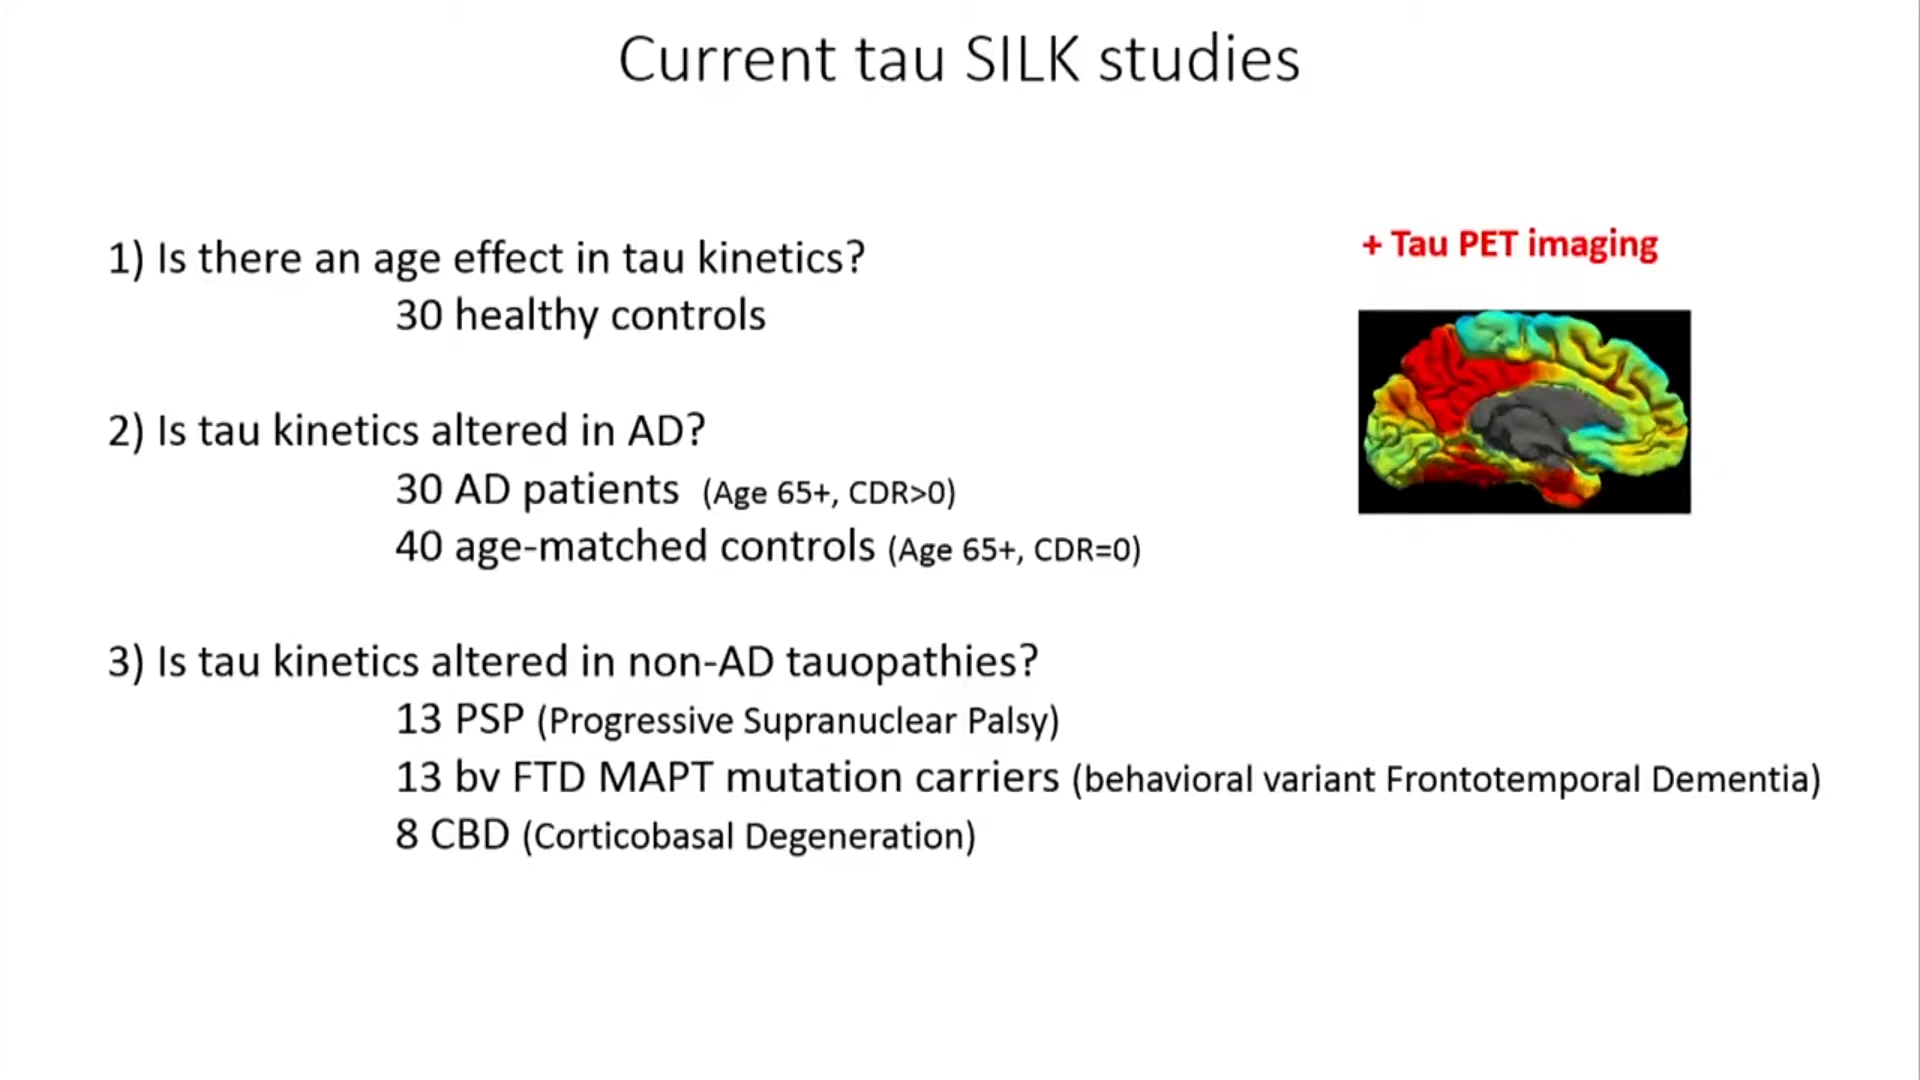 Current tau SILK studies
1) Is there an age effect in tau kinetics?
30 healthy controls
+ Tau PET imaging
2) Is tau kinetics altered in AD?
30 AD patients (Age 65+, CDR>0)
40 age-matched controls (Age 65+, CDR=0)
3) Is tau kinetics altered in non-AD tauopathies?
13 PSP (Progressive Supranuclear Palsy)
13 bv FTD MAPT mutation carriers (behavioral variant Frontotemporal Dementia)
8 CBD (Corticobasal Degeneration)